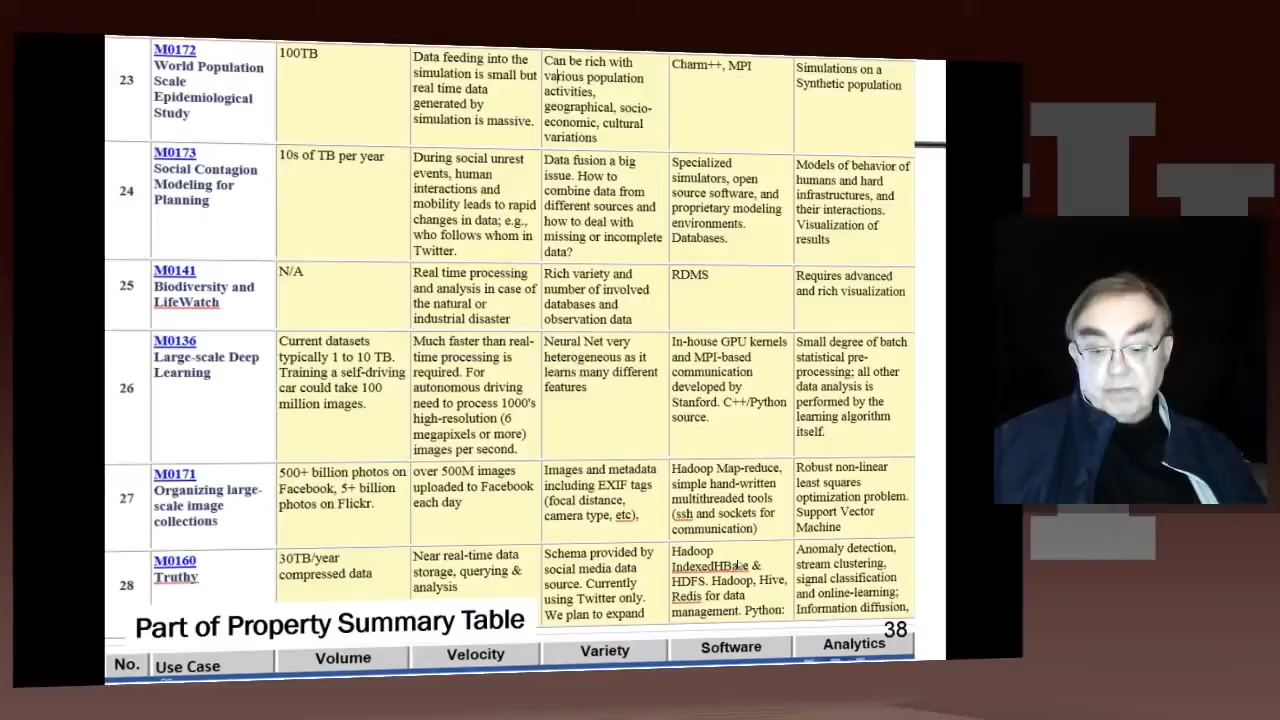 23
M0172
World Population
Scale
Epidemiological
Study
100TB
Data feeding into the
simulation is small but
real time data
generated by
simulation is massive.
Can be rich with
various population
activities,
geographical, socio-
economic, cultural
variations
Charm++, MPI
Simulations on a
Synthetic population
24
M0173
Social Contagion
Modeling for
Planning
10s of TB per year
During social unrest
events, human
interactions and
mobility leads to rapid
changes in data; e.g.,
who follows whom in
Twitter.
Data fusion a big
issue. How to
combine data from
different sources and
how to deal with
missing or incomplete
data?
Specialized
simulators, open
source software, and
proprietary modeling
environments.
Databases.
Models of behavior of
humans and hard
infrastructures, and
their interactions.
Visualization of
results
25
M0141
Biodiversity and
LifeWatch
N/A
Real time processing
and analysis in case of
the natural or
industrial disaster
Rich variety and
number of involved
databases and
observation data
RDMS
Requires advanced
and rich visualization
26
M0136
Large-scale Deep
Learning
Current datasets
typically 1 to 10 TB.
Training a self-driving
car could take 100
million images.
Much faster than real-
time processing is
required. For
autonomous driving
need to process 1000's
high-resolution (6
megapixels or more)
images per second.
Neural Net very
heterogeneous as it
learns many different
features
In-house GPU kernels
and MPI-based
communication
developed by
Stanford. C++/Python
source.
Small degree of batch
statistical pre-
processing; all other
data analysis is
performed by the
learning algorithm
itself.
27
M0171
Organizing large-
scale image
collections
500+ billion photos on
Facebook, 5+ billion
photos on Flickr.
over 500M images
uploaded to Facebook
each day
Images and metadata
including EXIF tags
(focal distance,
camera type, etc),
Hadoop Map-reduce,
simple hand-written
multithreaded tools
(ssh and sockets for
communication)
Robust non-linear
least squares
optimization problem.
Support Vector
Machine
28
M0160
Truthy
30TB/year
compressed data
Near real-time data
storage, querying &
analysis
Schema provided by
social media data
source. Currently
using Twitter only.
We plan to expand
Hadoop
IndexedHBase &
HDFS. Hadoop, Hive,
Redis for data
management. Python:
Anomaly detection,
stream clustering,
signal classification
and online-learning;
Information diffusion,
Part of Property Summary Table
38
No.
Use Case
Volume
Velocity
Variety
Software
Analytics